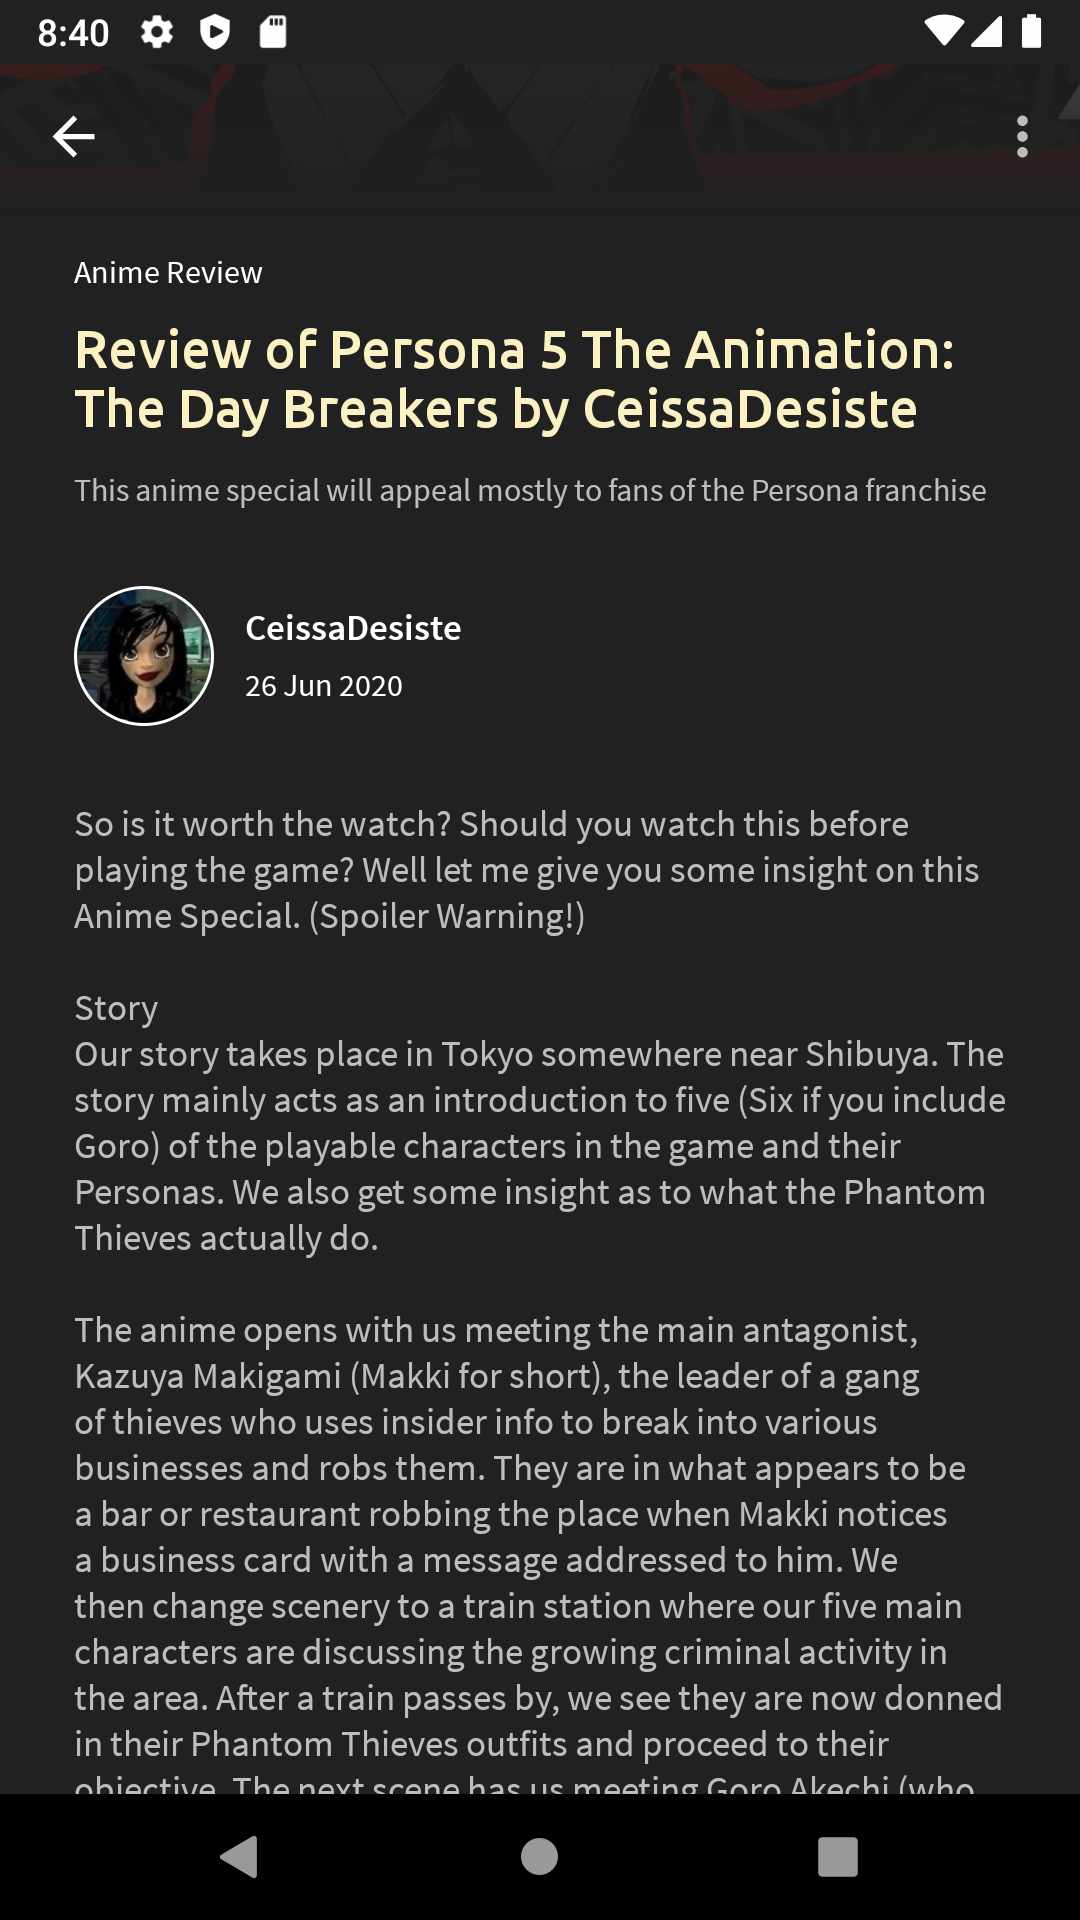 8:40
Anime Review
Review of Persona 5 The Animation:
The Day Breakers by CeissaDesiste
This anime special will appeal mostly to fans of the Persona franchise
CeissaDesiste
26 Jun 2020
So is it worth the watch? Should you watch this before
playing the game? Well let me give you some insight on this
Anime Special. (Spoiler Warning!)
Story
Our story takes place in Tokyo somewhere near Shibuya. The
story mainly acts as an introduction to five (Six if you include
Goro) of the playable characters in the game and their
Personas. We also get some insight as to what the Phantom
Thieves actually do.
The anime opens with us meeting the main antagonist,
Kazuya Makigami (Makki for short), the leader of a gang
of thieves who uses insider info to break into various
businesses and robs them. They are in what appears to be
a bar or restaurant robbing the place when Makki notices
a business card with a message addressed to him. We
then change scenery to a train station where our five main
characters are discussing the growing criminal activity in
the area. After a train passes by, we see they are now donned
in their Phantom Thieves outfits and proceed to their
objective. The next scene has us meeting Goro Akechi (who